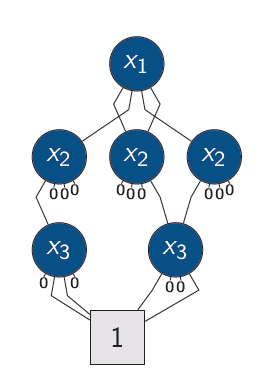 x₁
x₂ x₂ x₂
000 000 000
x₃ x₃
0 0 00
1